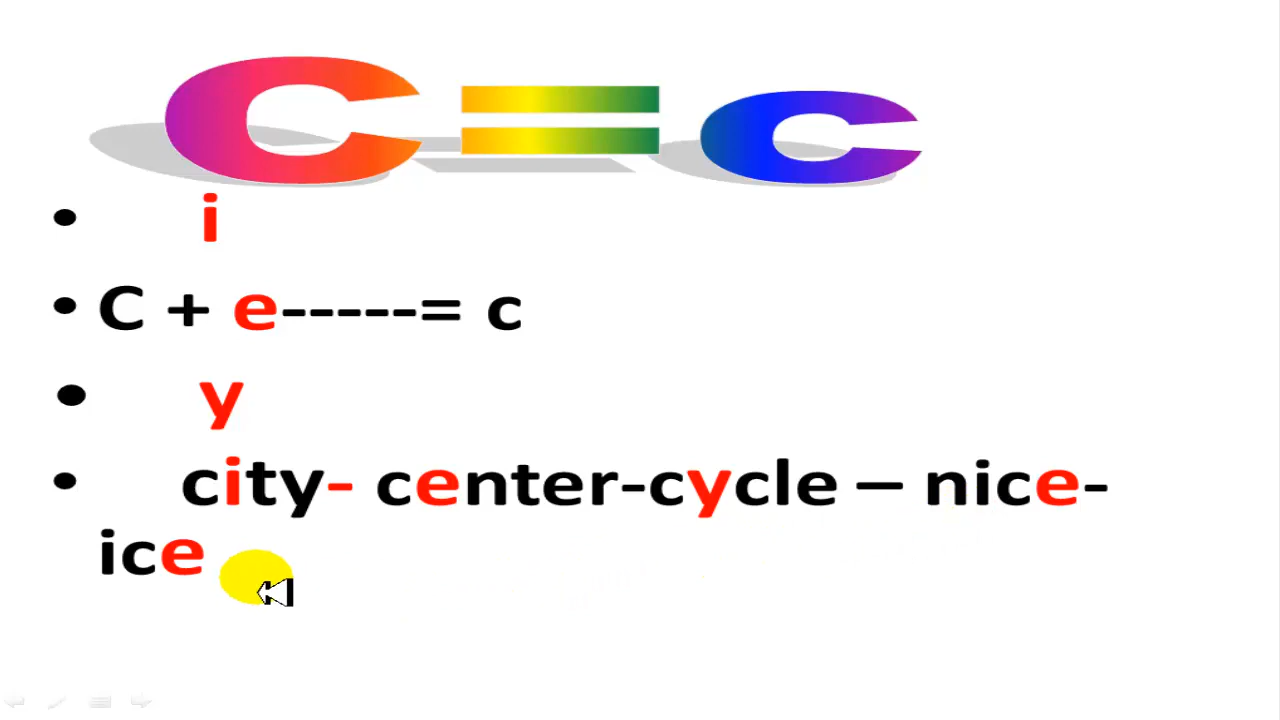 C=c
• i
• C + e-----= c
• y
• city- center-cycle – nice-
ice